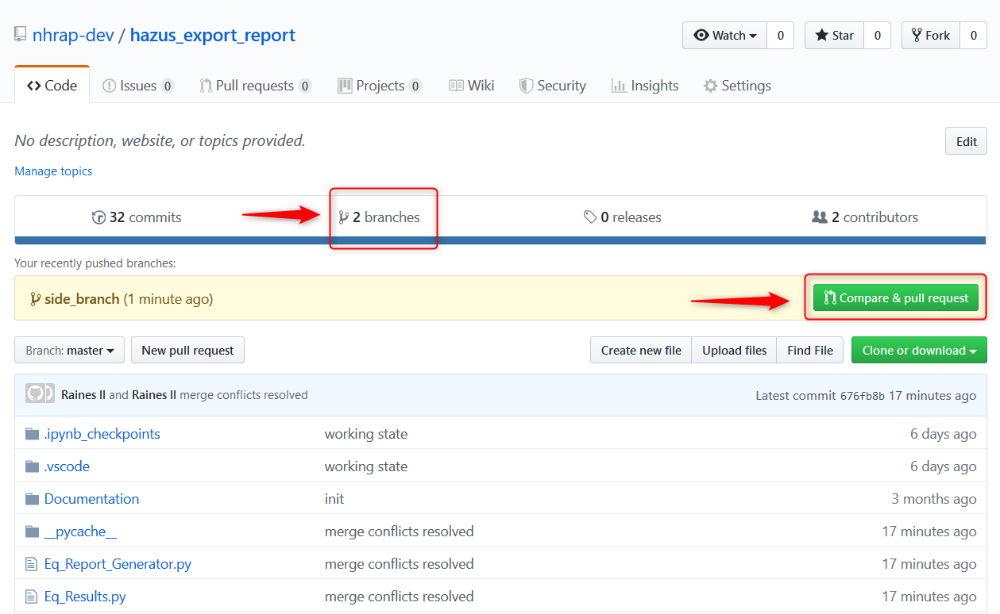 nhrap-dev / hazus_export_report Watch 0 Star 0 Fork 0
Code Issues 0 Pull requests 0 Projects 0 Wiki Security Insights Settings
No description, website, or topics provided. Edit
Manage topics
32 commits 2 branches 0 releases 2 contributors
Your recently pushed branches:
side_branch (1 minute ago) Compare & pull request
Branch: master New pull request Create new file Upload files Find File Clone or download
Raines II and Raines II merge conflicts resolved Latest commit 676fb8b 17 minutes ago
.ipynb_checkpoints working state 6 days ago
.vscode working state 6 days ago
Documentation init 3 months ago
__pycache__ merge conflicts resolved 17 minutes ago
Eq_Report_Generator.py merge conflicts resolved 17 minutes ago
Eq_Results.py merge conflicts resolved 17 minutes ago